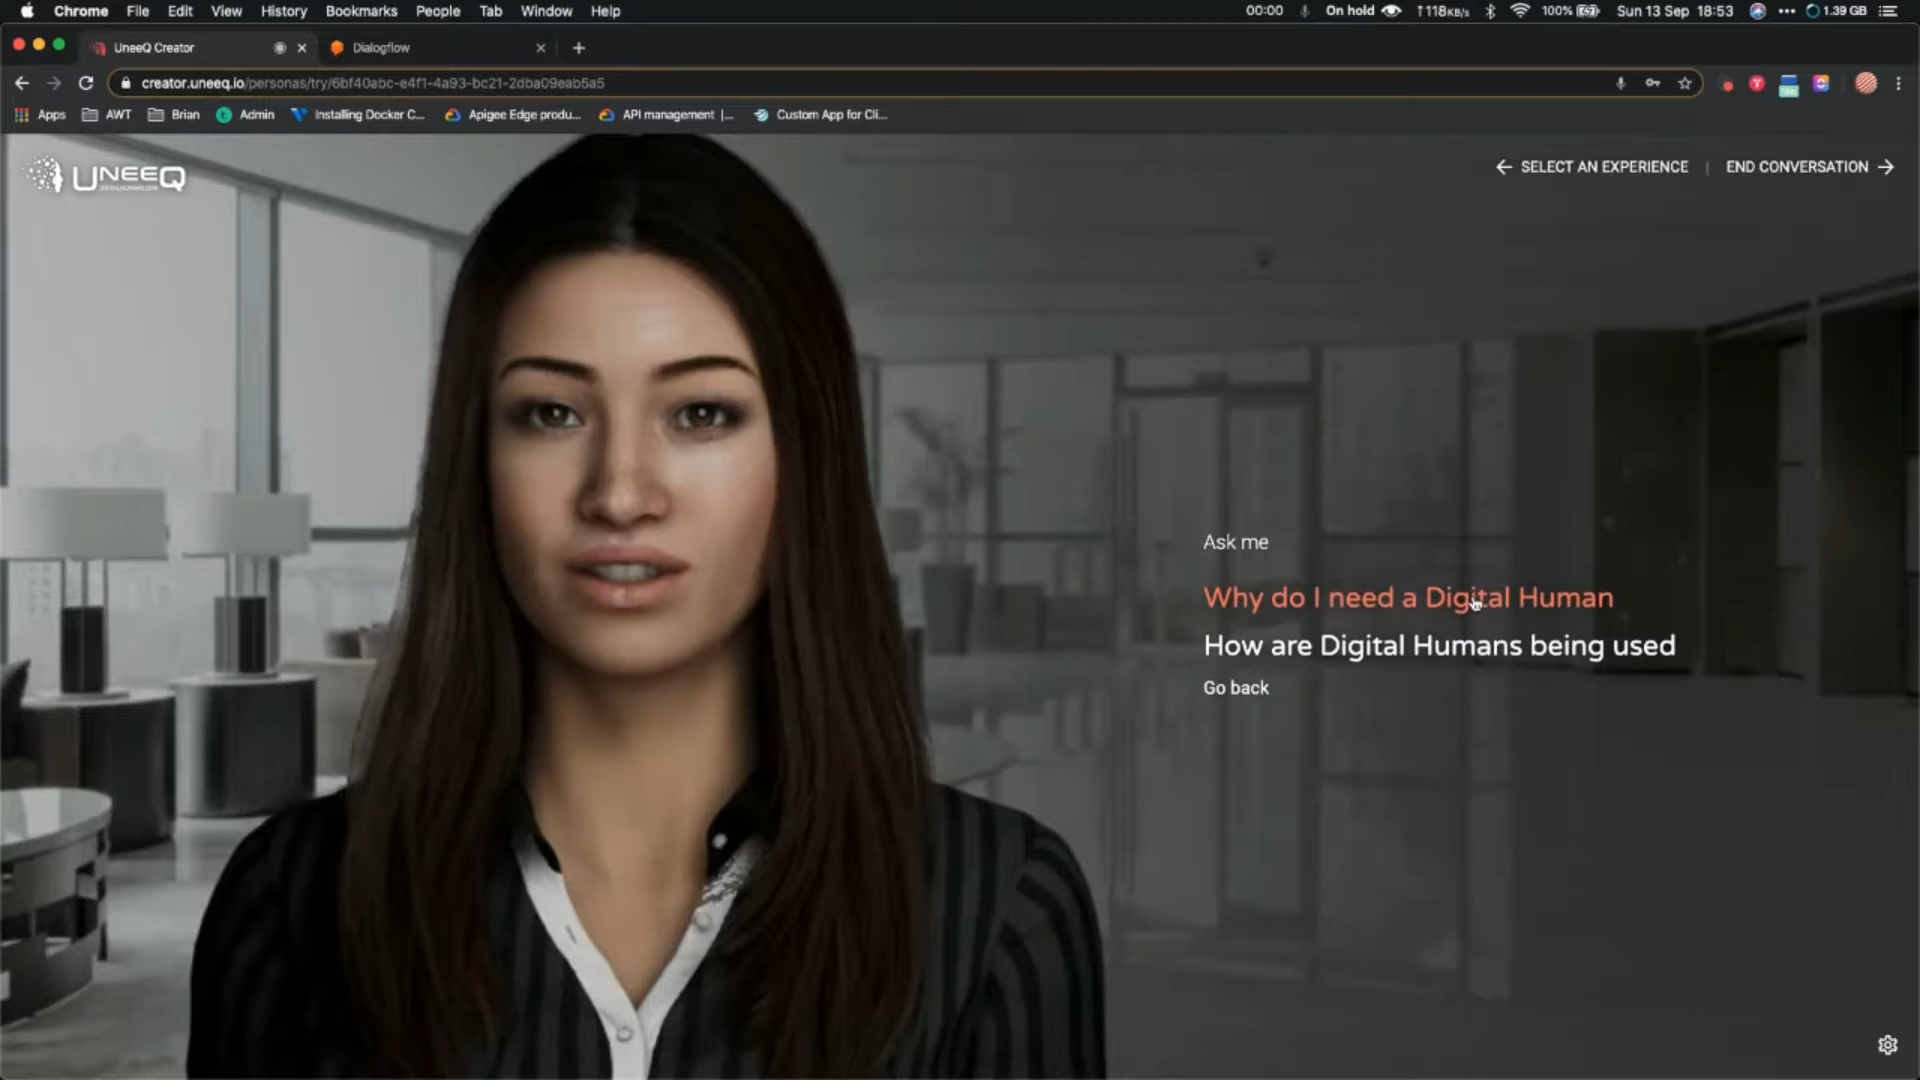 Chrome File Edit View History Bookmarks People Tab Window Help 00:00 On hold ↑118KB/s 100% Sun 13 Sep 18:53 ••• 1.39 GB
UneeQ Creator Dialogflow
creator.uneeq.io/personas/try/6bf40abc-e4f1-4a93-bc21-2dba09eab5a5
Apps AWT Brian Admin Installing Docker C... Apigee Edge produ... API management |... Custom App for Cli...
UNEEQ
SELECT AN EXPERIENCE | END CONVERSATION
Ask me
Why do I need a Digital Human
How are Digital Humans being used
Go back